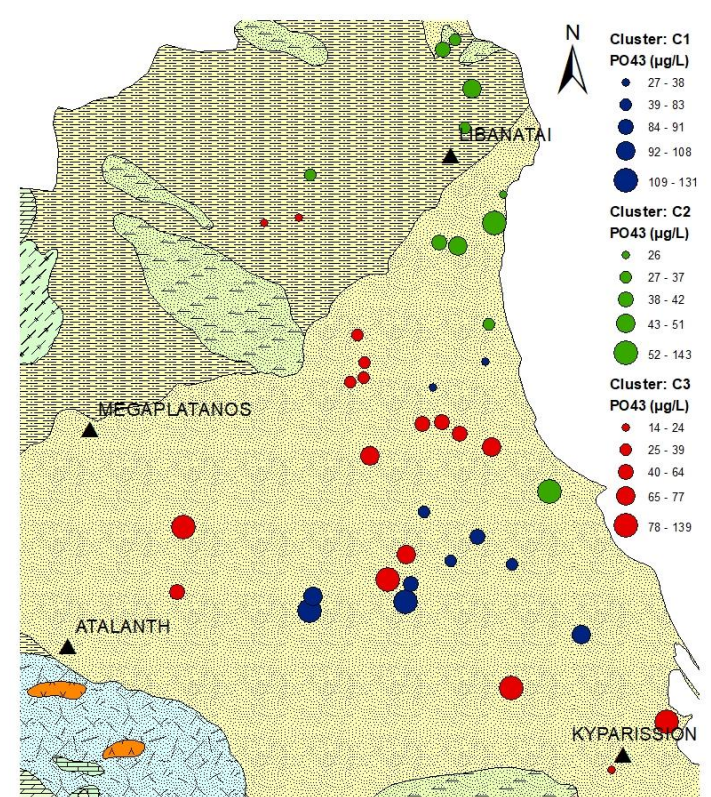 N
Cluster: C1
PO43 (µg/L)
27 - 38
39 - 83
84 - 91
92 - 108
109 - 131
Cluster: C2
PO43 (µg/L)
26
27 - 37
38 - 42
43 - 51
52 - 143
Cluster: C3
PO43 (µg/L)
14 - 24
25 - 39
40 - 64
65 - 77
78 - 139
LIBANATAI
MEGAPLATANOS
ATALANTH
KYPARISSION